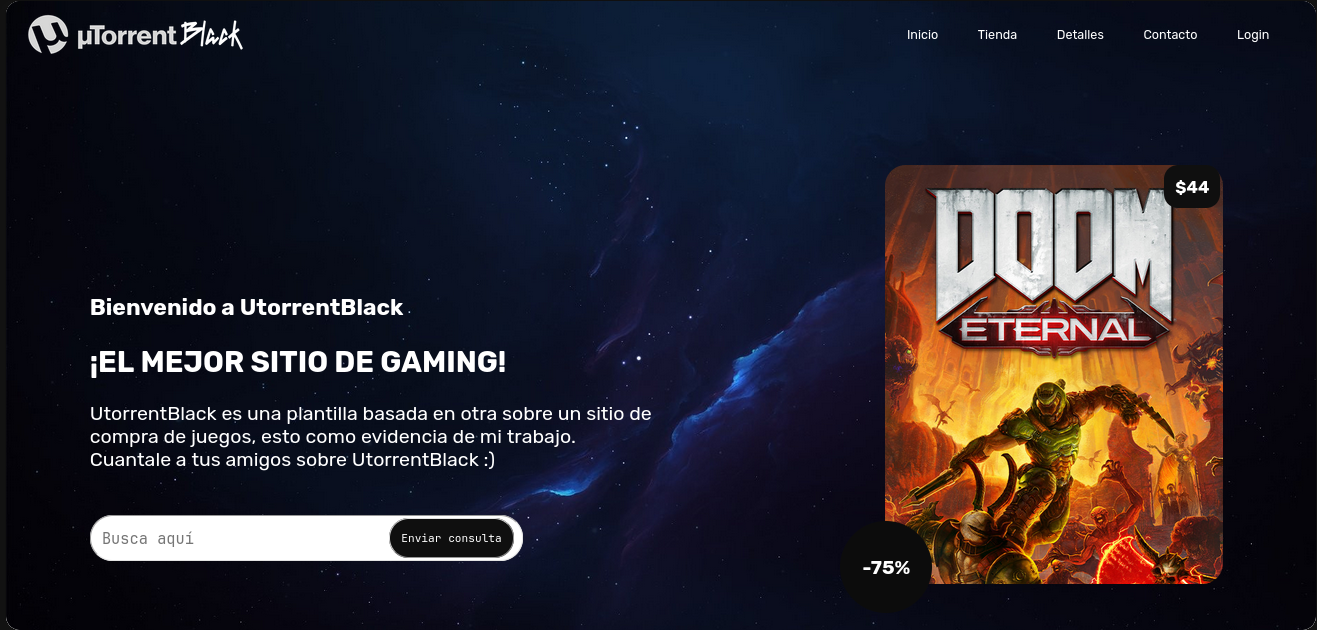 µTorrent Black
Inicio
Tienda
Detalles
Contacto
Login
Bienvenido a UtorrentBlack
¡EL MEJOR SITIO DE GAMING!
UtorrentBlack es una plantilla basada en otra sobre un sitio de
compra de juegos, esto como evidencia de mi trabajo.
Cuantale a tus amigos sobre UtorrentBlack :)
Busca aquí
Enviar consulta
$44
DOOM
ETERNAL
-75%